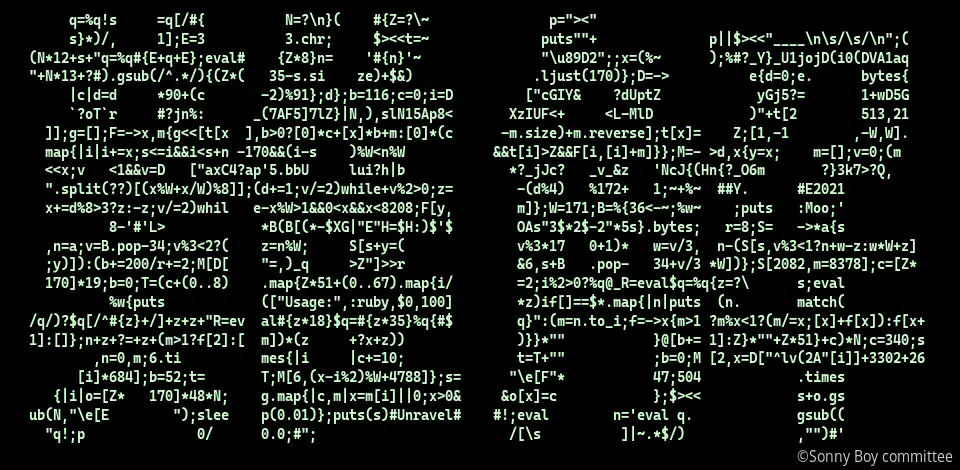 q=%q!s     =q[/#{          N=?\n}(    #{Z=?\~               p="><"
s}*)/,     1];E=3          3.chr;     $><<t=~              puts""+              p||$><<"____\n\s/\s/\n";(
(N*12+s+"q=%q#{E+q+E};eval#    {Z*8}n=    '#{n}'~               "\u89D2";;x=(%~      );%#?_Y}_U1jojD(i0(DVA1aq
"+N*13+?#).gsub(/^.*/){(Z*(   35-s.si    ze)+$&)               .ljust(170)};D=->          e{d=0;e.      bytes{
|c|d=d     *90+(c       -2)%91};d};b=116;c=0;i=D         ["cGIY&    ?dUptZ            yGj5?=       1+wD5G
`?oT`r     #?jn%:      _(7AF5]7lZ}|N,),slN15Ap8<       XzIUF<+     <L-MlD            )"+t[2        513,21
]];g=[];F=->x,m{g<<[t[x  ],b>0?[0]*c+[x]*b+m:[0]*(c      -m.size)+m.reverse];t[x]=    Z;[1,-1        ,-W,W].
map{|i|i+=x;s<=i&&i<s+n -170&&(i-s    )%W<n%W           &&t[i]>Z&&F[i,[i]+m]}};M=- >d,x{y=x;    m=[];v=0;(m
<<x;v   <1&&v=D   ["axC4?ap'5.bbU     lui?h|b             *?_jJc?   _v_&z   'NcJ{(Hn{?_O6m       ?}3k7>?Q,
".split(??)[(x%W+x/W)%8]];(d+=1;v/=2)while+v%2>0;z=        -(d%4)   %172+   1;~+%~  ##Y.      #E2021
x+=d%8>3?z:-z;v/=2)whil   e-x%W>1&&0<x&&x<8208;F[y,        m]};W=171;B=%{36<-~;%w~    ;puts   :Moo;'
8-'#'L>            *B(B[(*-$XG|"E"H=$H:)$'$        OAs"3$*2$-2"*5s}.bytes;   r=8;S=   ->*a{s
,n=a;v=B.pop-34;v%3<2?(    z=n%W;     S[s+y=(              v%3*17   0+1)*   w=v/3,  n-(S[s,v%3<1?n+w-z:w*W+z]
;y)]):(b+=200/r+=2;M[D[    "=,)_q     >Z"]>>r              &6,s+B   .pop-   34+v/3 *W])};S[2082,m=8378];c=[Z*
170]*19;b=0;T=(c+(0..8)    .map{Z*51+(0..67).map{i/        =2;i%2>0?%q@_R=eval$q=%q{z=?\      s;eval
%w{puts            (["Usage:",:ruby,$0,100]        *z)if[]==$*.map{|n|puts  (n.       match(
/q/)?$q[/^#{z}+/]+z+z+"R=ev  al#{z*18}$q=#{z*35}%q{#$        q}":(m=n.to_i;f=->x{m>1 ?m%x<1?(m/=x;[x]+f[x]):f[x+
1]:[]};n+z+?=+z+(m>1?f[2]:[  m])*(z     +?x+z))              )}}*""          }@[b+= 1]:Z}*""+Z*51}+c)*N;c=340;s
,n=0,m;6.ti          mes{|i     |c+=10;              t=T+""           ;b=0;M [2,x=D["^lv(2A"[i]]+3302+26
[i]*684];b=52;t=       T;M[6,(x-i%2)%W+4788]};s=      "\e[F"*           47;504            .times
{|i|o=[Z*   170]*48*N;    g.map{|c,m|x=m[i]||0;x>0&     &o[x]=c            };$><<            s+o.gs
ub(N,"\e[E        ");slee    p(0.01)};puts(s)#Unravel#    #!;eval        n='eval q.             gsub((
"q!";p              0/      0.0;#";                        /[\s          ]|~.*$/)              ,"")#'
©Sonny Boy committee